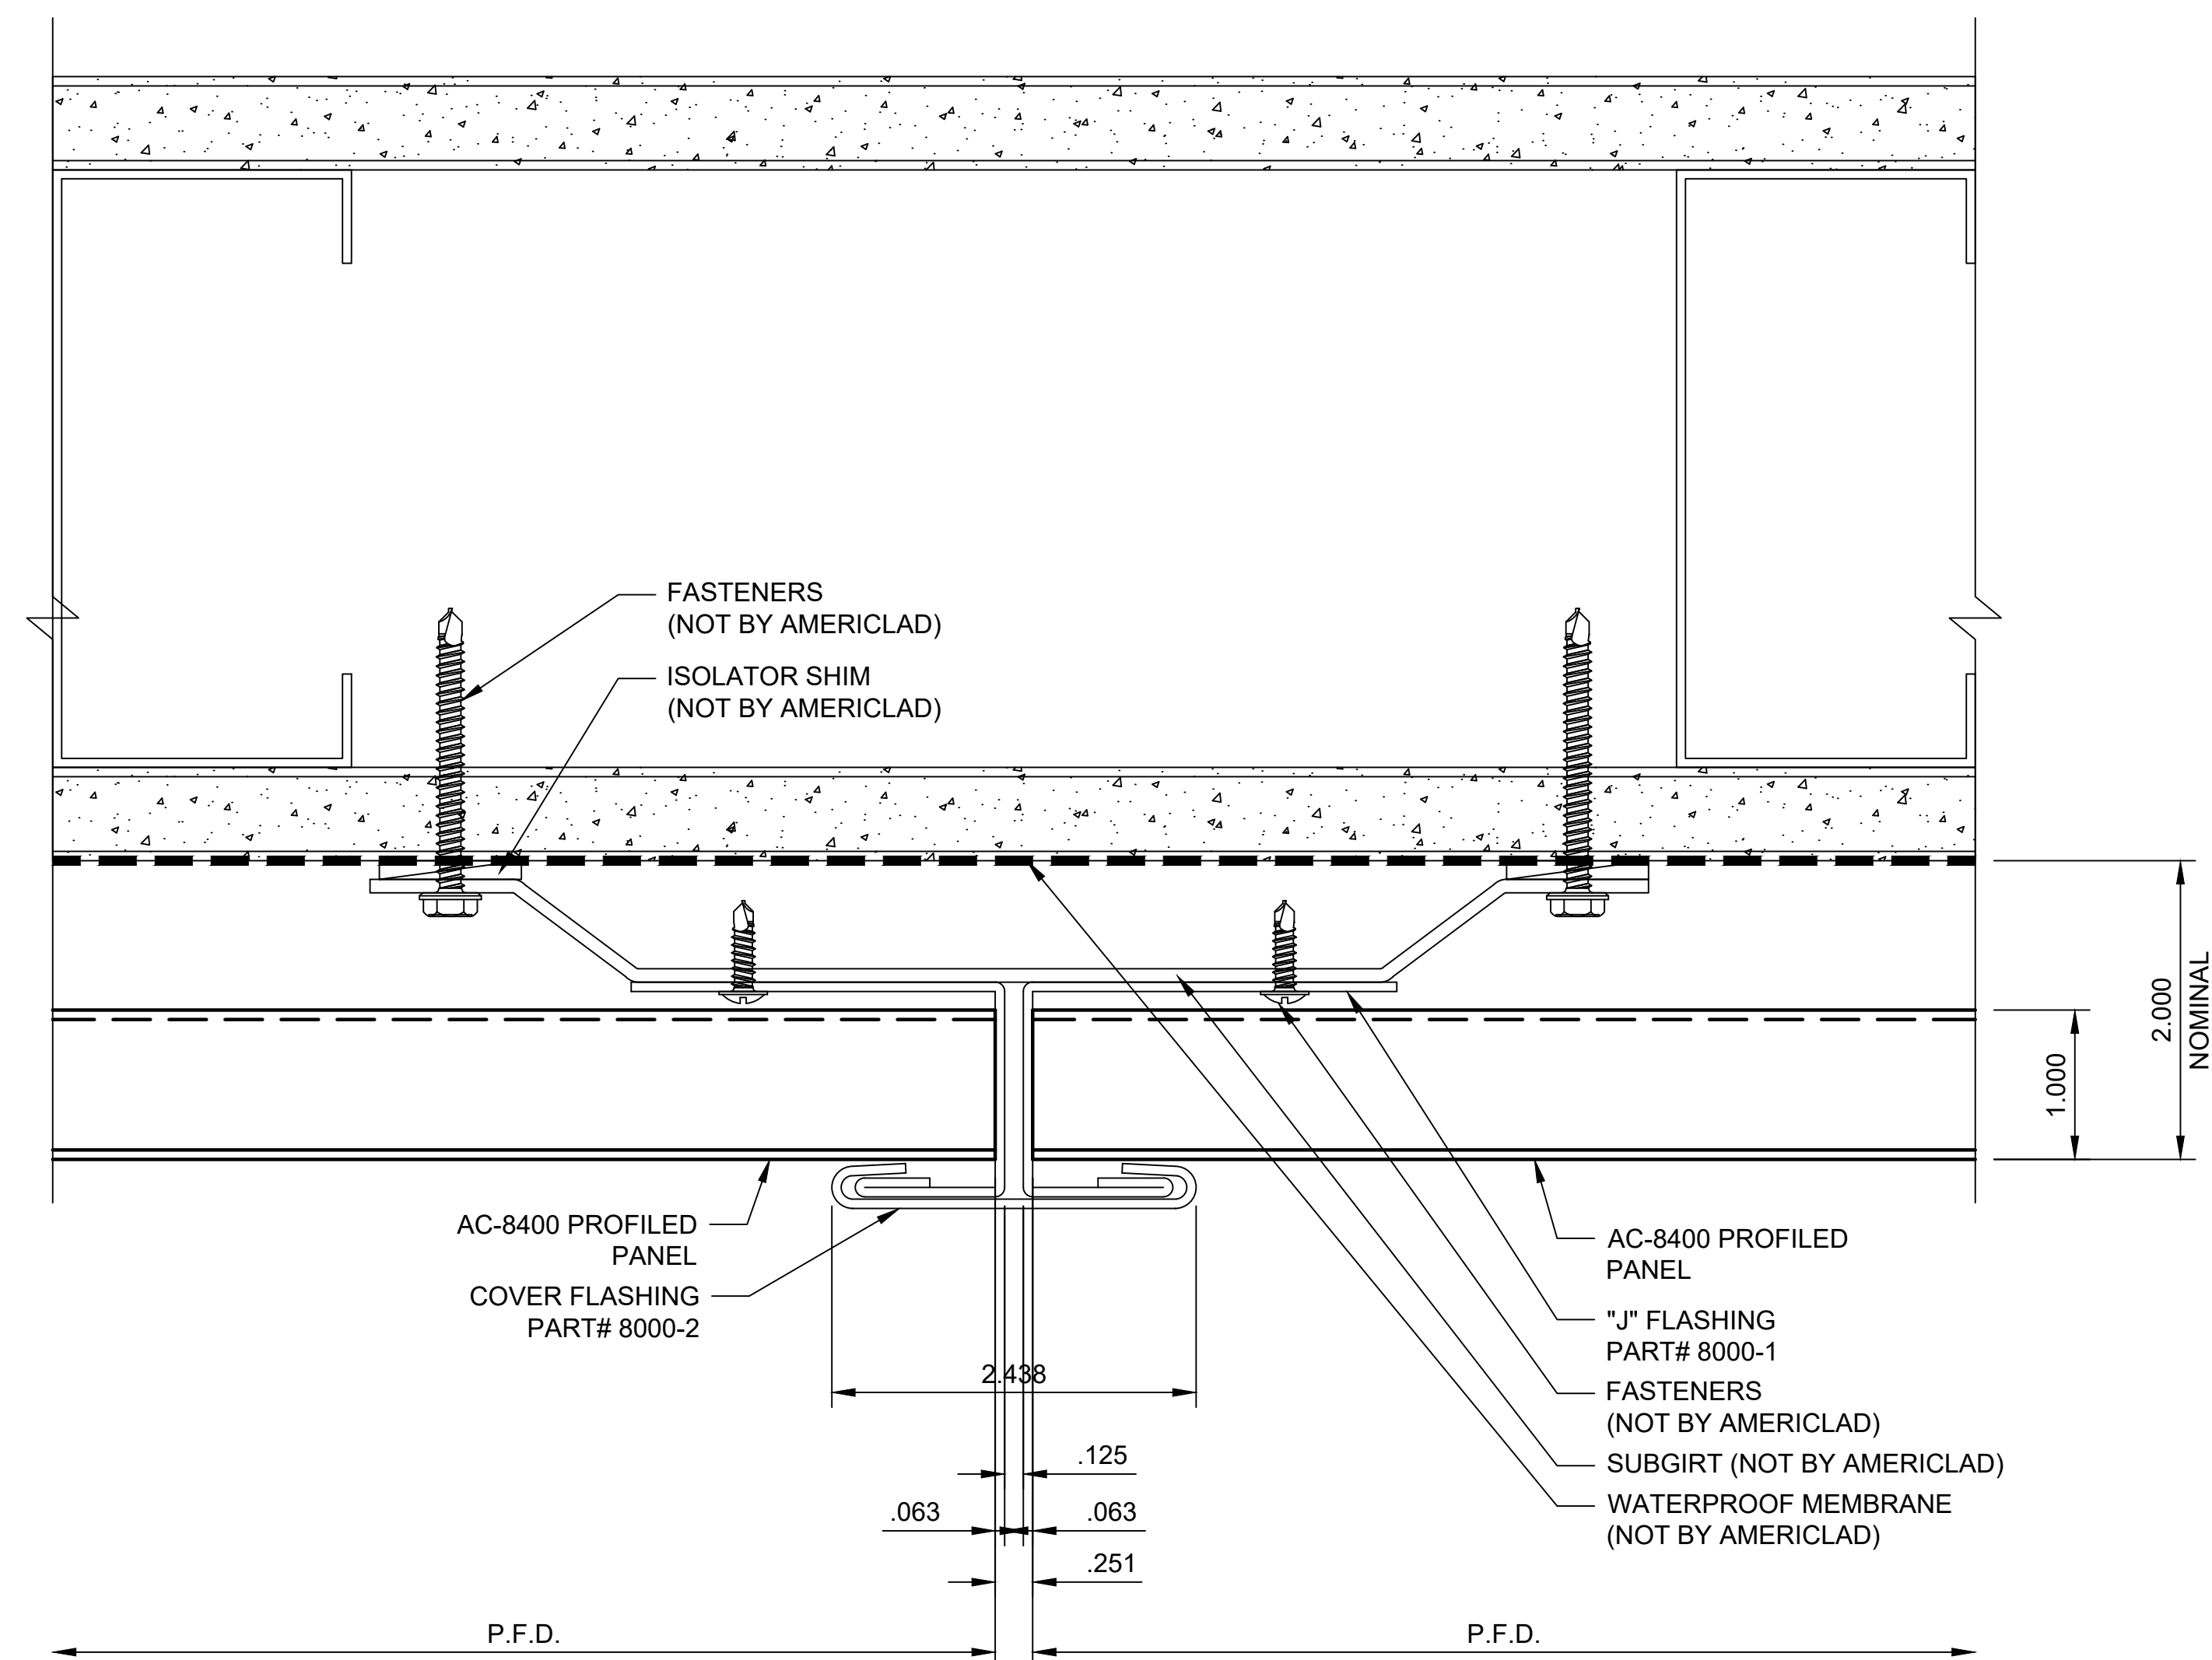 FASTENERS
(NOT BY AMERICLAD)
ISOLATOR SHIM
(NOT BY AMERICLAD)
2.000
NOMINAL
1.000
AC-8400 PROFILED
PANEL
COVER FLASHING
PART# 8000-2
AC-8400 PROFILED
PANEL
"J" FLASHING
PART# 8000-1
FASTENERS
(NOT BY AMERICLAD)
SUBGIRT (NOT BY AMERICLAD)
WATERPROOF MEMBRANE
(NOT BY AMERICLAD)
2.438
.125
.063
.063
.251
P.F.D.
P.F.D.